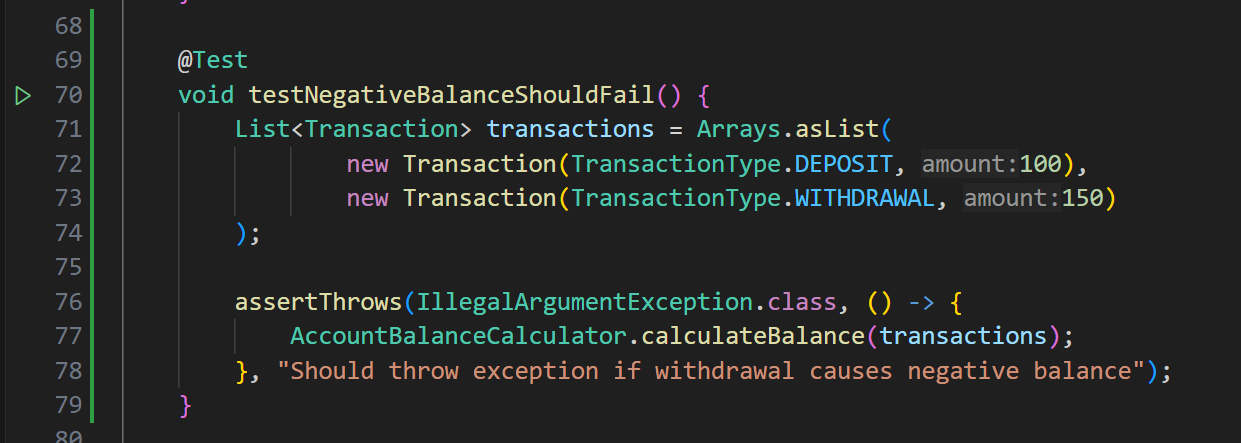 68
69 @Test
70 void testNegativeBalanceShouldFail() {
71 List<Transaction> transactions = Arrays.asList(
72 new Transaction(TransactionType.DEPOSIT, amount:100),
73 new Transaction(TransactionType.WITHDRAWAL, amount:150)
74 );
75
76 assertThrows(IllegalArgumentException.class, () -> {
77 AccountBalanceCalculator.calculateBalance(transactions);
78 }, "Should throw exception if withdrawal causes negative balance");
79 }
80